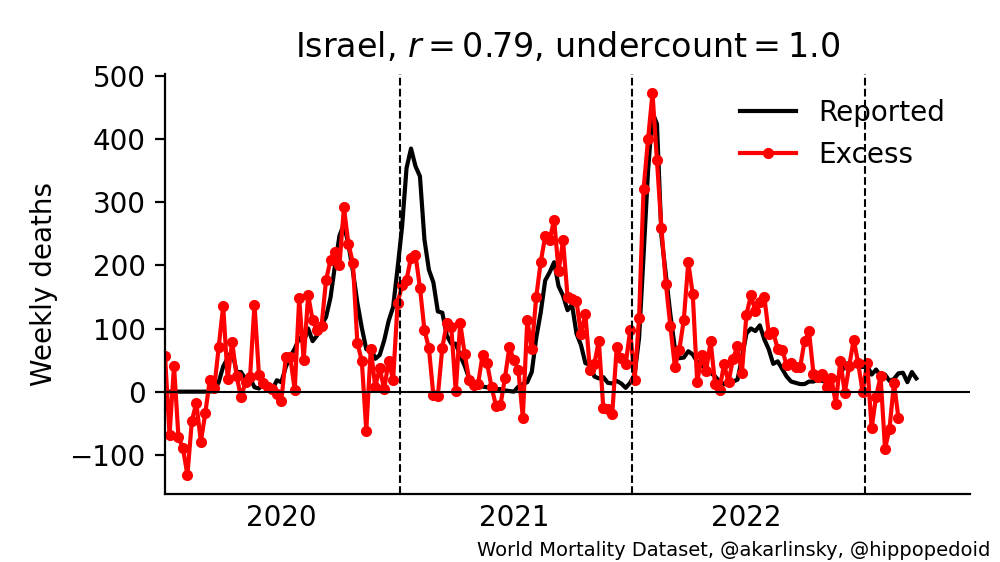 Israel, r = 0.79, undercount = 1.0
500
400
300
200
100
0
−100
Weekly deaths
Reported
Excess
2020 2021 2022
World Mortality Dataset, @akarlinsky, @hippopedoid